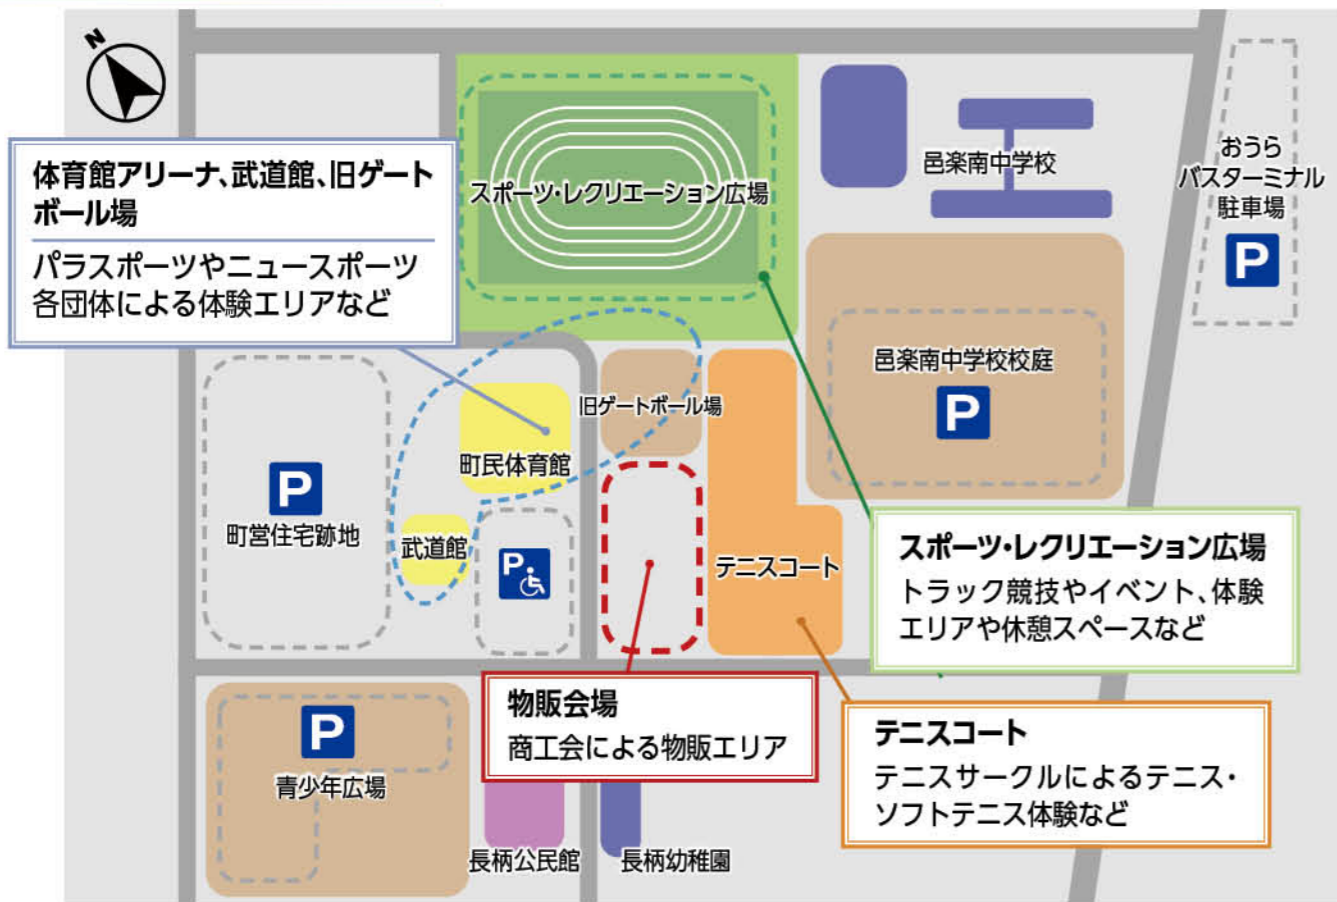 N
体育館アリーナ、武道館、旧ゲート
ボール場
パラスポーツやニュースポーツ
各団体による体験エリアなど
スポーツ・レクリエーション広場
邑楽南中学校
おうら
バスターミナル
駐車場
P
邑楽南中学校校庭
P
旧ゲートボール場
町民体育館
P
町営住宅跡地
武道館
P
テニスコート
スポーツ・レクリエーション広場
トラック競技やイベント、体験
エリアや休憩スペースなど
物販会場
商工会による物販エリア
テニスコート
テニスサークルによるテニス・
ソフトテニス体験など
P
青少年広場
長柄公民館
長柄幼稚園